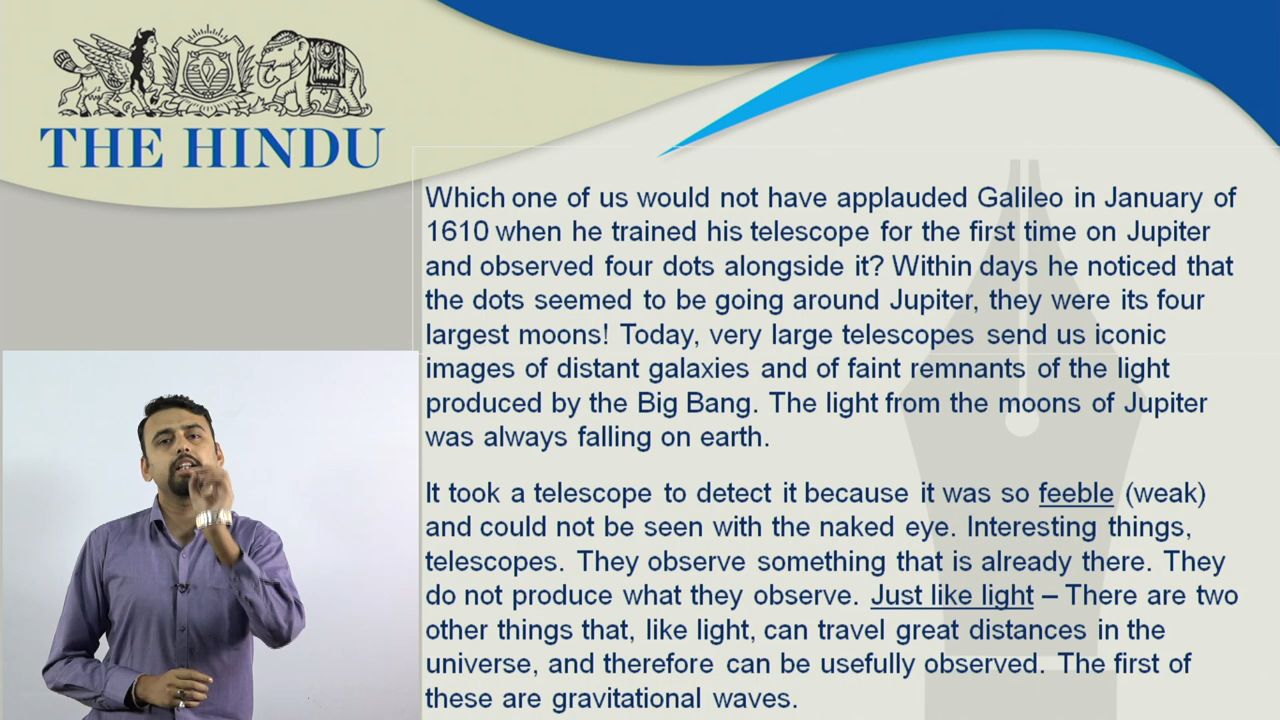 THE HINDU
Which one of us would not have applauded Galileo in January of
1610 when he trained his telescope for the first time on Jupiter
and observed four dots alongside it? Within days he noticed that
the dots seemed to be going around Jupiter, they were its four
largest moons! Today, very large telescopes send us iconic
images of distant galaxies and of faint remnants of the light
produced by the Big Bang. The light from the moons of Jupiter
was always falling on earth.
It took a telescope to detect it because it was so feeble (weak)
and could not be seen with the naked eye. Interesting things,
telescopes. They observe something that is already there. They
do not produce what they observe. Just like light – There are two
other things that, like light, can travel great distances in the
universe, and therefore can be usefully observed. The first of
these are gravitational waves.